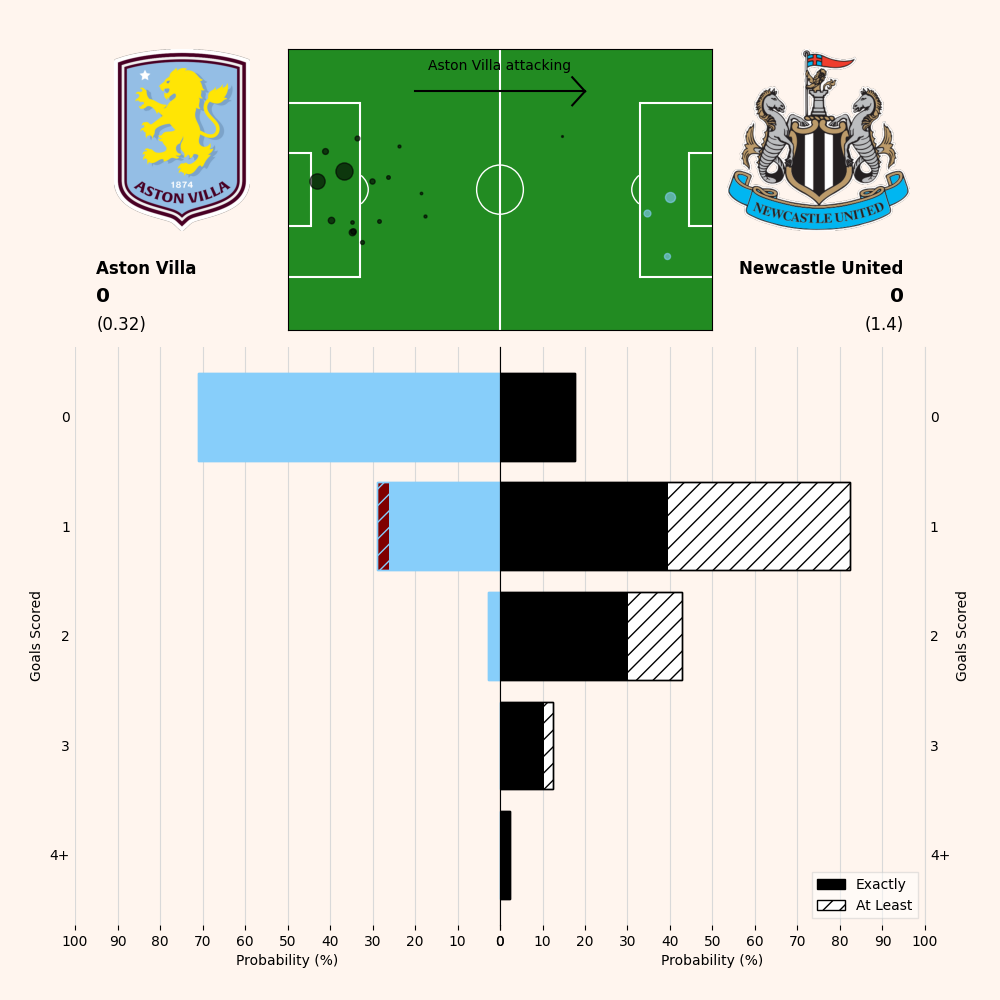 Aston Villa attacking
1874
ASTON VILLA
NEWCASTLE UNITED
Aston Villa
0
(0.32)
Newcastle United
0
(1.4)
0
1
2
3
4+
Goals Scored
0
1
2
3
4+
Goals Scored
Exactly
At Least
100 90 80 70 60 50 40 30 20 10 0 10 20 30 40 50 60 70 80 90 100
Probability (%)
Probability (%)